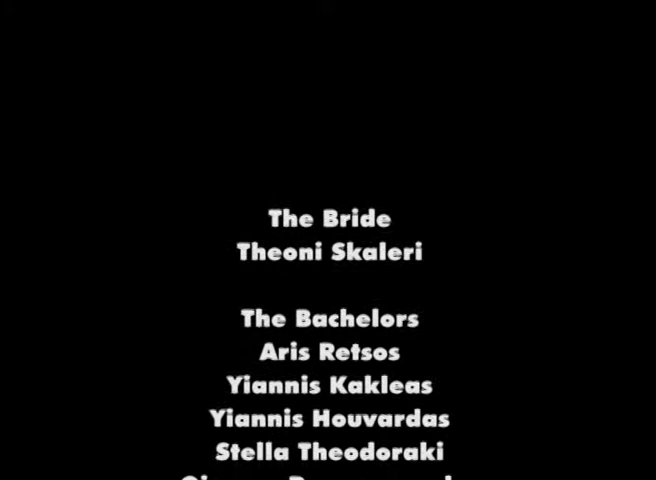 The Bride
Theoni Skaleri
The Bachelors
Aris Retsos
Yiannis Kakleas
Yiannis Houvardas
Stella Theodoraki